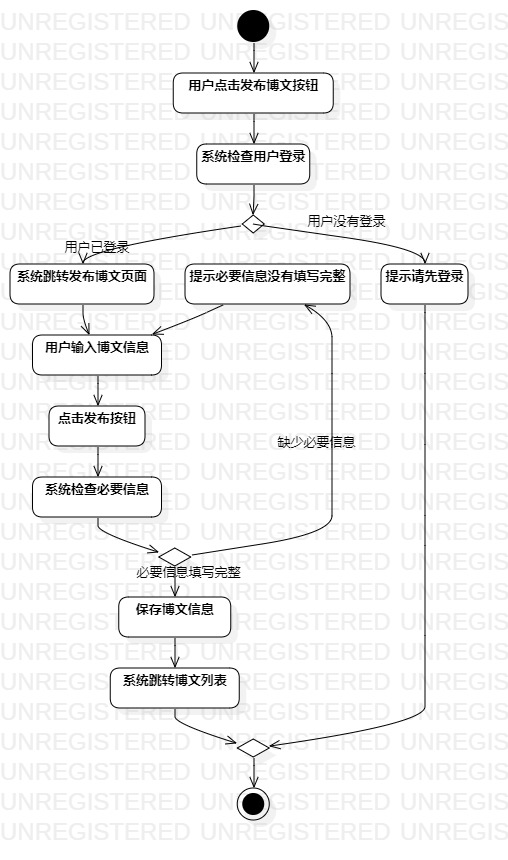 用户点击发布博文按钮
系统检查用户登录
用户没有登录
用户已登录
系统跳转发布博文页面
提示必要信息没有填写完整
提示请先登录
用户输入博文信息
点击发布按钮
缺少必要信息
系统检查必要信息
必要信息填写完整
保存博文信息
系统跳转博文列表
UNREGISTERED